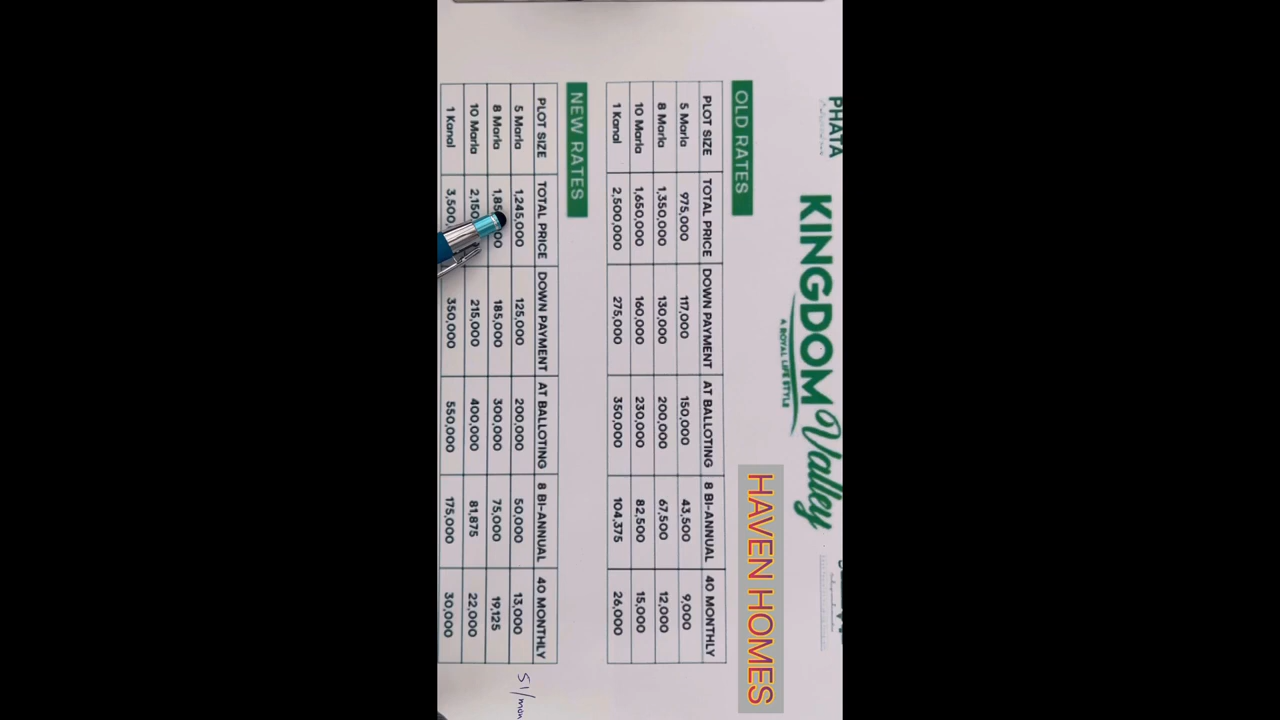 PHATA
KINGDOM Valley
A ROYAL LIFE STYLE
HAVEN HOMES
OLD RATES
PLOT SIZE TOTAL PRICE DOWN PAYMENT AT BALLOTING 8 BI-ANNUAL 40 MONTHLY
5 Marla 975,000 117,000 150,000 43,500 9,000
8 Marla 1,350,000 130,000 200,000 67,500 12,000
10 Marla 1,650,000 160,000 230,000 82,500 15,000
1 Kanal 2,500,000 275,000 350,000 104,375 26,000
NEW RATES
PLOT SIZE TOTAL PRICE DOWN PAYMENT AT BALLOTING 8 BI-ANNUAL 40 MONTHLY
5 Marla 1,245,000 125,000 200,000 50,000 13,000
8 Marla 185,000 300,000 75,000 19,125
10 Marla 215,000 400,000 81,875 22,000
1 Kanal 350,000 550,000 175,000 30,000